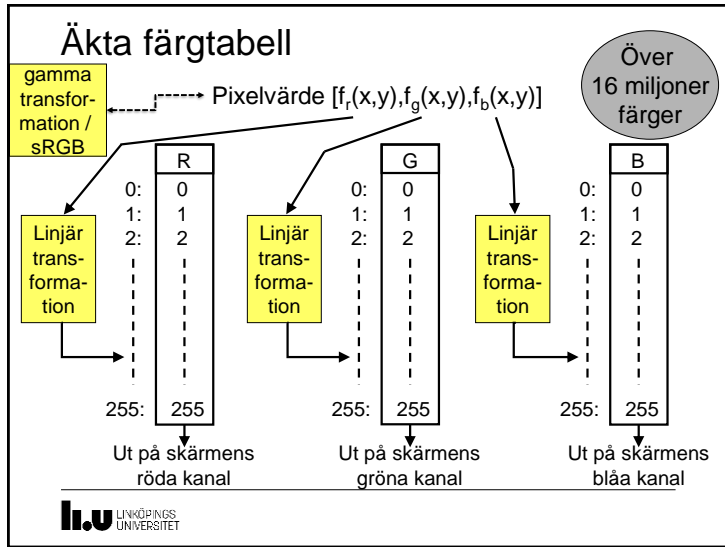 Äkta färgtabell
gamma
transfor-
mation /
sRGB
Pixelvärde [fr(x,y),fg(x,y),fb(x,y)]
Över
16 miljoner
färger
R
G
B
0: 0
1: 1
2: 2
255: 255
0: 0
1: 1
2: 2
255: 255
0: 0
1: 1
2: 2
255: 255
Linjär
trans-
forma-
tion
Linjär
trans-
forma-
tion
Linjär
trans-
forma-
tion
Ut på skärmens
röda kanal
Ut på skärmens
gröna kanal
Ut på skärmens
blåa kanal
li.u LINKÖPINGS
UNIVERSITET